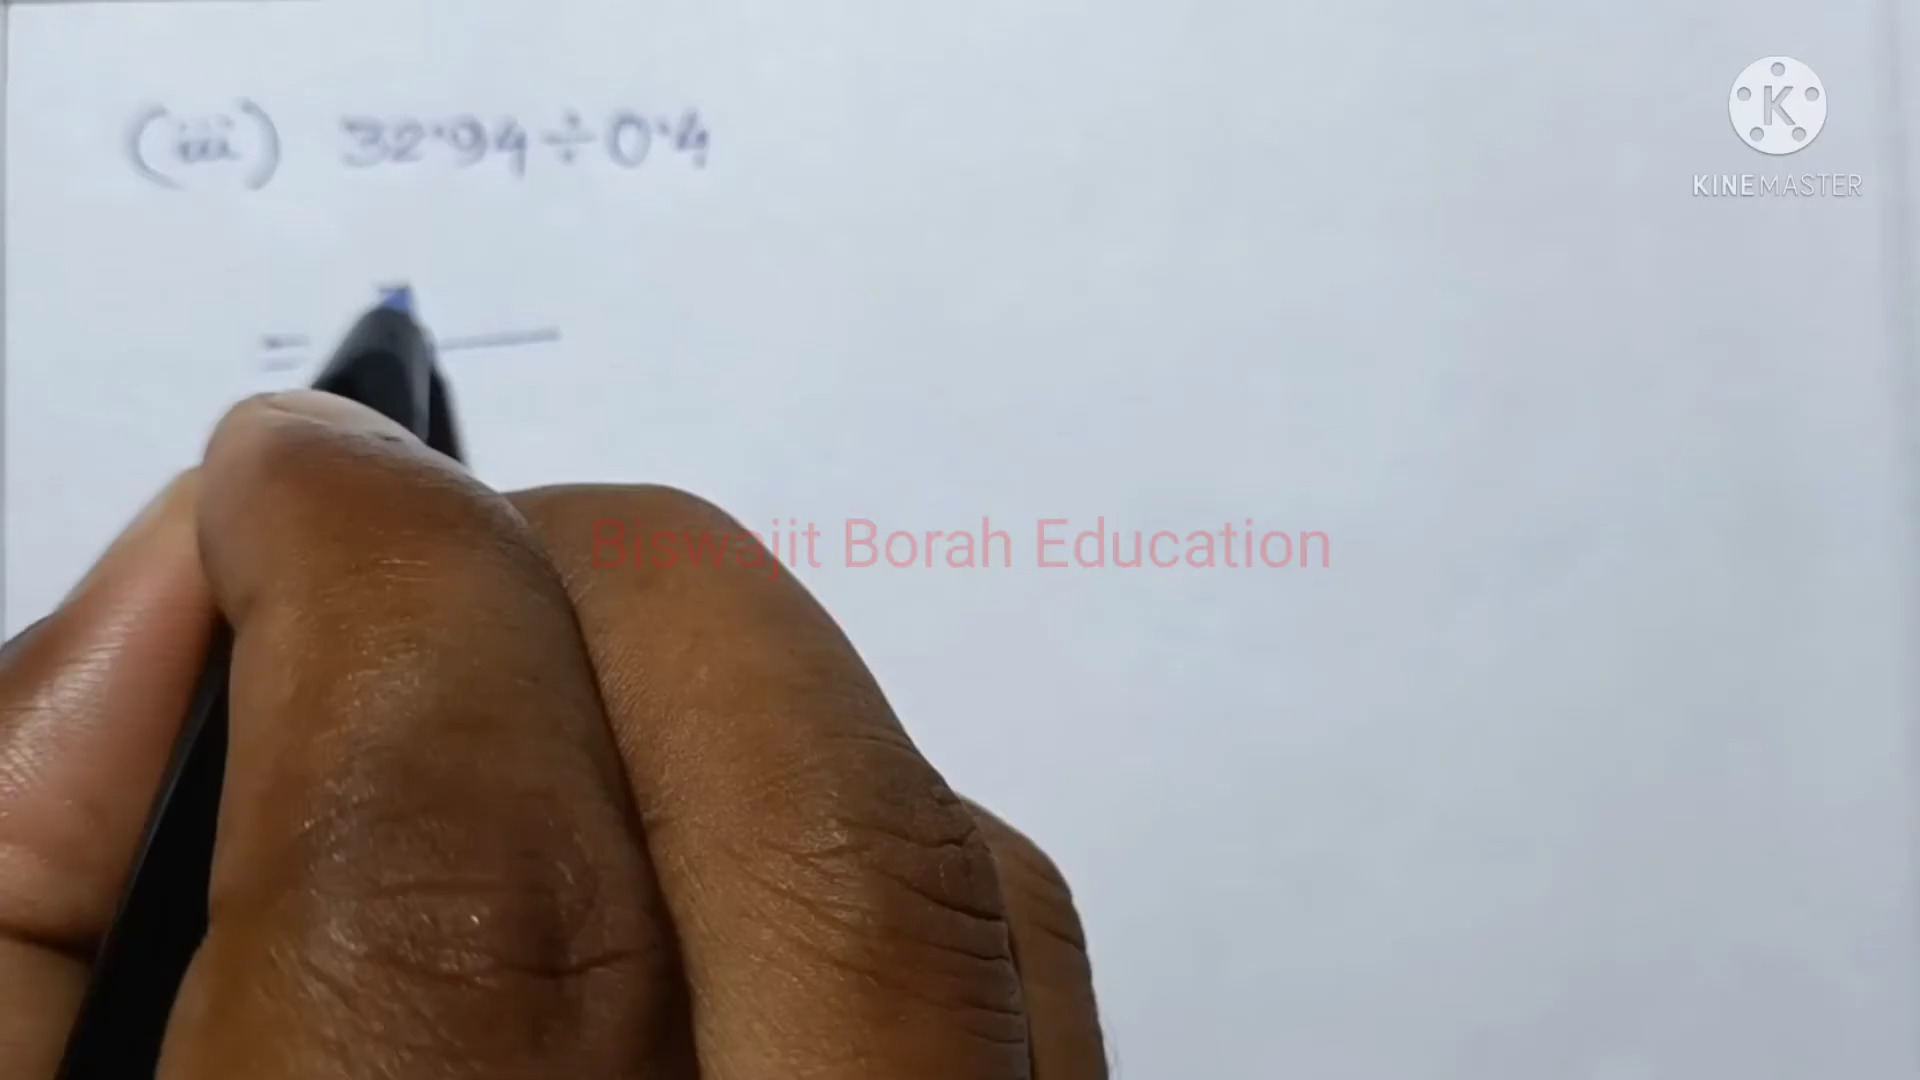 (iii) 32·94÷0·4
=
KINEMASTER
Biswajit Borah Education